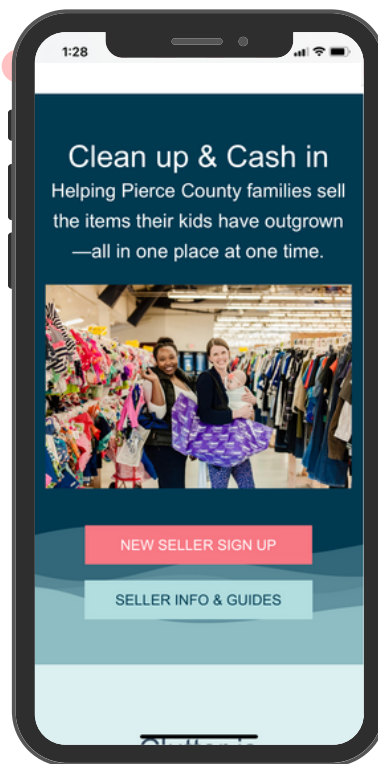 1:28
Clean up & Cash in
Helping Pierce County families sell
the items their kids have outgrown
—all in one place at one time.
NEW SELLER SIGN UP
SELLER INFO & GUIDES